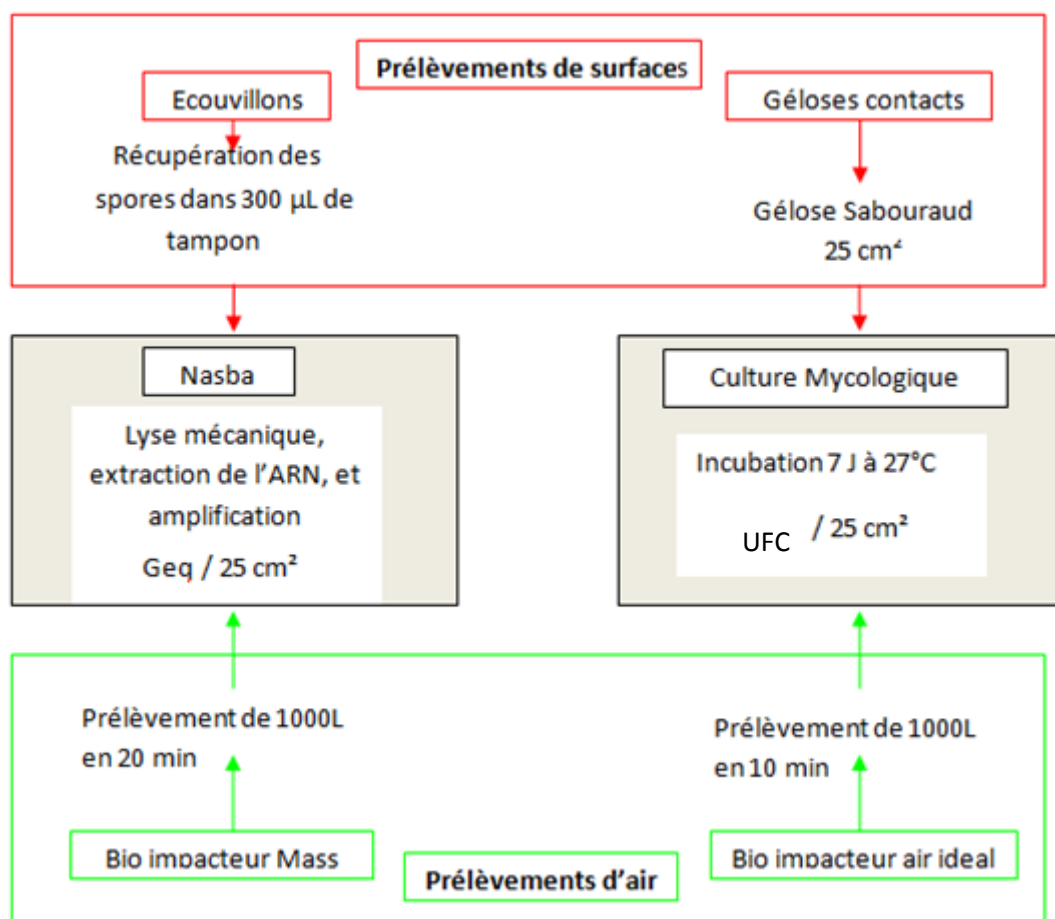 Prélèvements de surfaces
Ecouvillons
Récupération des
spores dans 300 µL de
tampon
Géloses contacts
Gélose Sabouraud
25 cm²
Nasba
Lyse mécanique,
extraction de l'ARN, et
amplification
Geq / 25 cm²
Culture Mycologique
Incubation 7 J à 27°C
UFC / 25 cm²
Prélèvement de 1000L
en 20 min
Bio impacteur Mass
Prélèvement de 1000L
en 10 min
Bio impacteur air ideal
Prélèvements d'air